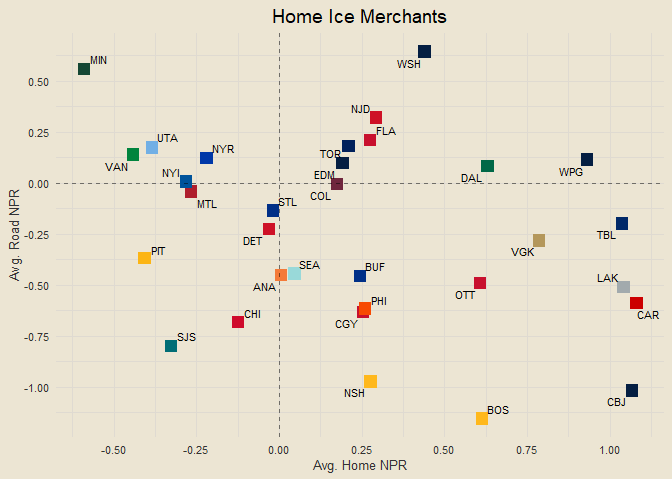 Home Ice Merchants
MIN
WSH
0.50
NJD
0.25
FLA
UTA
NYR
TOR
VAN
NYI
EDM
DAL
WPG
0.00
COL
MTL
STL
-0.25
DET
TBL
VGK
PIT
SEA
BUF
LAK
-0.50
ANA
OTT
PHI
CHI
CGY
CAR
-0.75
SJS
NSH
-1.00
CBJ
BOS
Avg. Road NPR
-0.50
-0.25
0.00
0.25
0.50
0.75
1.00
Avg. Home NPR